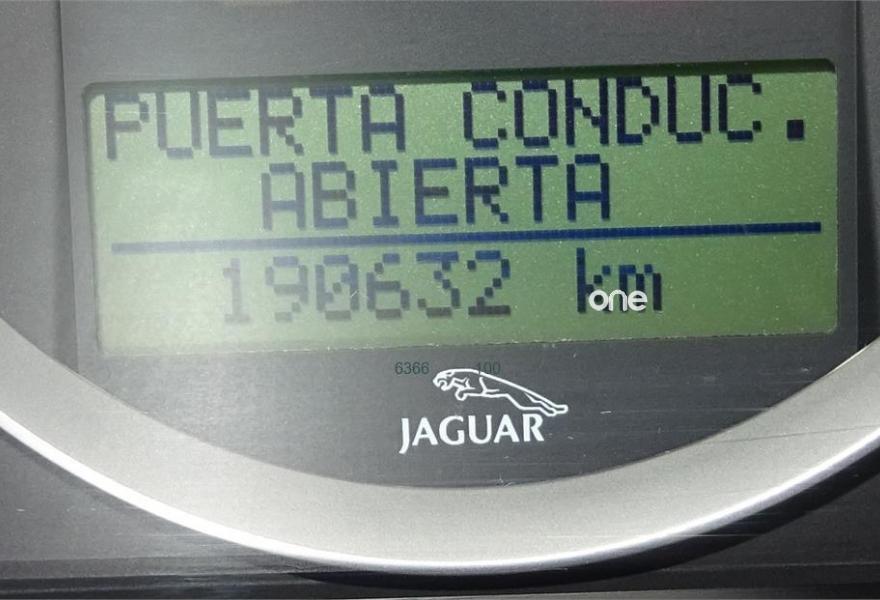 PUERTA CONDUC.
ABIERTA
190632 km
one
6366 100
JAGUAR